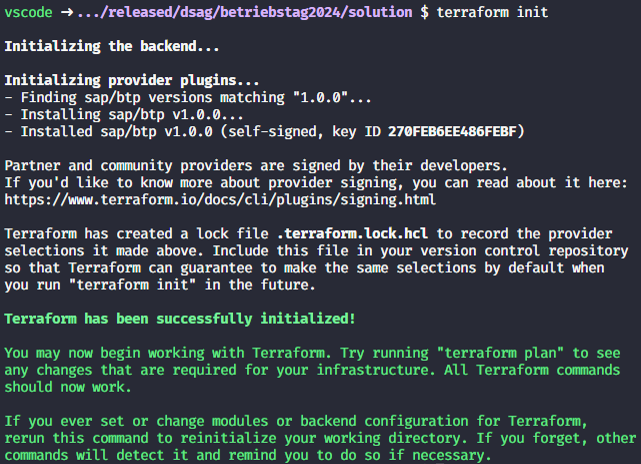 vscode ➜ .../released/dsag/betriebstag2024/solution $ terraform init
Initializing the backend...
Initializing provider plugins...
- Finding sap/btp versions matching "1.0.0"...
- Installing sap/btp v1.0.0...
- Installed sap/btp v1.0.0 (self-signed, key ID 270FEB6EE486FEBF)
Partner and community providers are signed by their developers.
If you'd like to know more about provider signing, you can read about it here:
https://www.terraform.io/docs/cli/plugins/signing.html
Terraform has created a lock file .terraform.lock.hcl to record the provider
selections it made above. Include this file in your version control repository
so that Terraform can guarantee to make the same selections by default when
you run "terraform init" in the future.
Terraform has been successfully initialized!
You may now begin working with Terraform. Try running "terraform plan" to see
any changes that are required for your infrastructure. All Terraform commands
should now work.
If you ever set or change modules or backend configuration for Terraform,
rerun this command to reinitialize your working directory. If you forget, other
commands will detect it and remind you to do so if necessary.